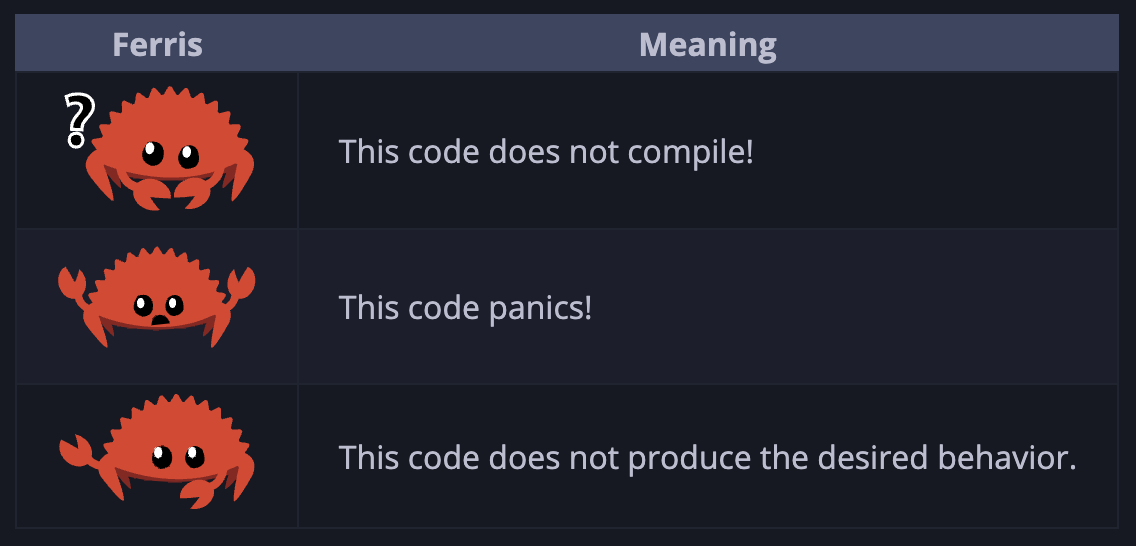 Ferris
Meaning
?
This code does not compile!
This code panics!
This code does not produce the desired behavior.